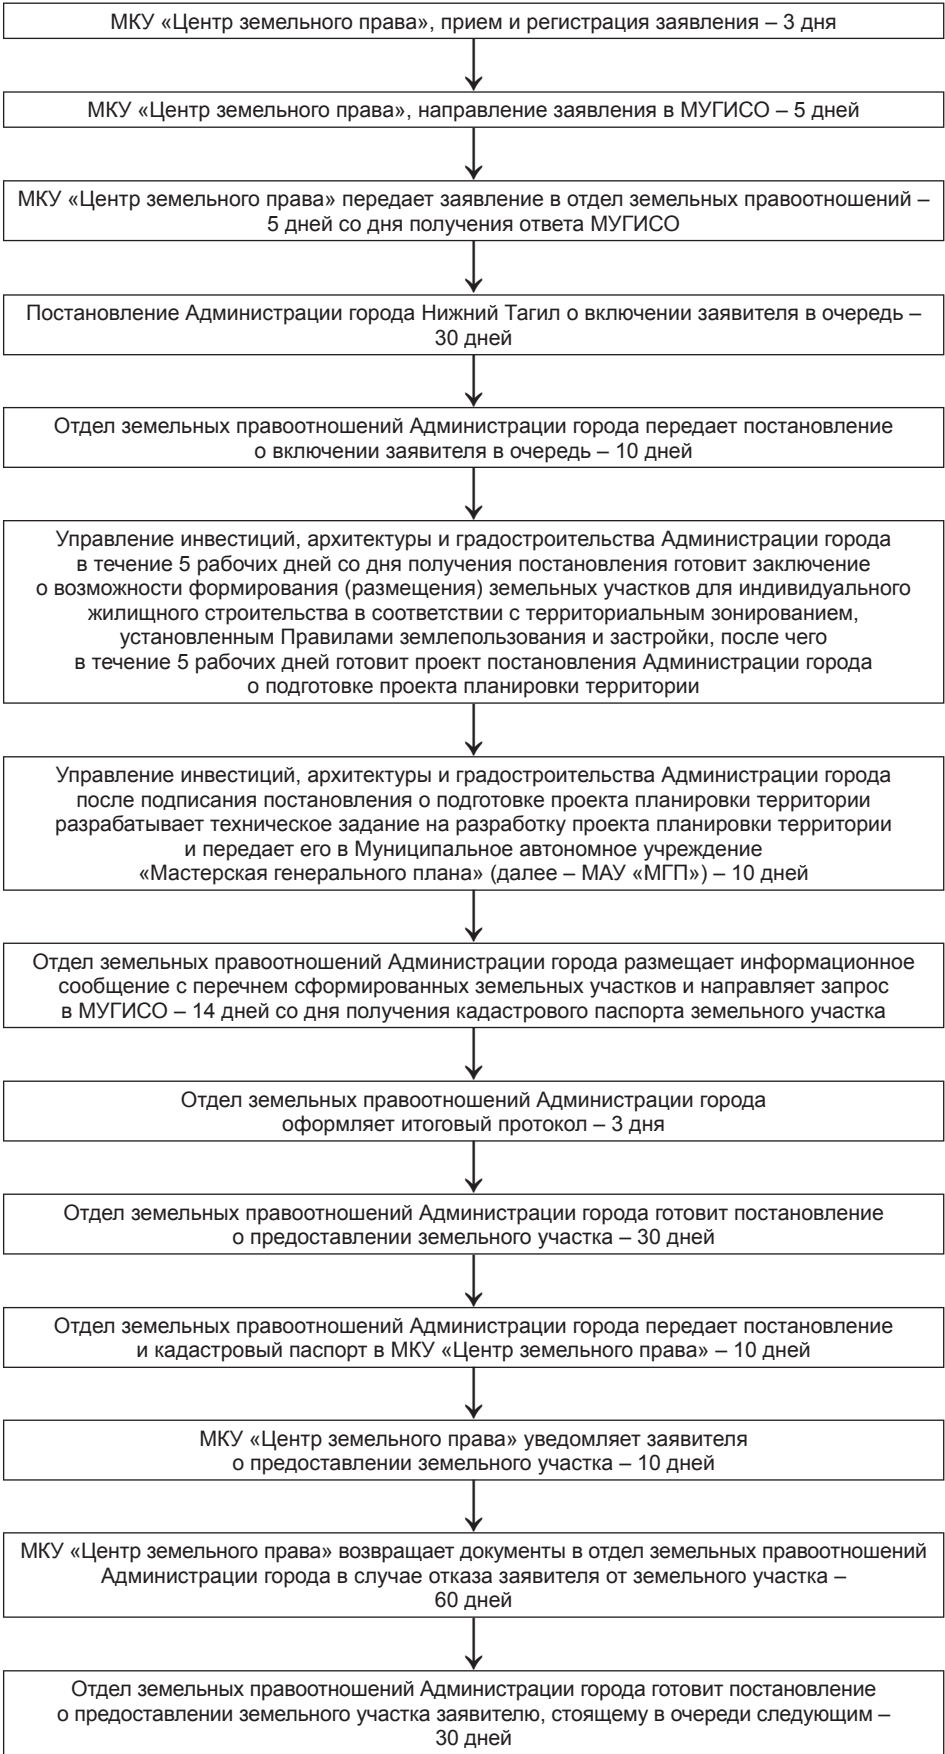 МКУ «Центр земельного права», прием и регистрация заявления – 3 дня
МКУ «Центр земельного права», направление заявления в МУГИСО – 5 дней
МКУ «Центр земельного права» передает заявление в отдел земельных правоотношений –
5 дней со дня получения ответа МУГИСО
Постановление Администрации города Нижний Тагил о включении заявителя в очередь –
30 дней
Отдел земельных правоотношений Администрации города передает постановление
о включении заявителя в очередь – 10 дней
Управление инвестиций, архитектуры и градостроительства Администрации города
в течение 5 рабочих дней со дня получения постановления готовит заключение
о возможности формирования (размещения) земельных участков для индивидуального
жилищного строительства в соответствии с территориальным зонированием,
установленным Правилами землепользования и застройки, после чего
в течение 5 рабочих дней готовит проект постановления Администрации города
о подготовке проекта планировки территории
Управление инвестиций, архитектуры и градостроительства Администрации города
после подписания постановления о подготовке проекта планировки территории
разрабатывает техническое задание на разработку проекта планировки территории
и передает его в Муниципальное автономное учреждение
«Мастерская генерального плана» (далее – МАУ «МГП») – 10 дней
Отдел земельных правоотношений Администрации города размещает информационное
сообщение с перечнем сформированных земельных участков и направляет запрос
в МУГИСО – 14 дней со дня получения кадастрового паспорта земельного участка
Отдел земельных правоотношений Администрации города
оформляет итоговый протокол – 3 дня
Отдел земельных правоотношений Администрации города готовит постановление
о предоставлении земельного участка – 30 дней
Отдел земельных правоотношений Администрации города передает постановление
и кадастровый паспорт в МКУ «Центр земельного права» – 10 дней
МКУ «Центр земельного права» уведомляет заявителя
о предоставлении земельного участка – 10 дней
МКУ «Центр земельного права» возвращает документы в отдел земельных правоотношений
Администрации города в случае отказа заявителя от земельного участка –
60 дней
Отдел земельных правоотношений Администрации города готовит постановление
о предоставлении земельного участка заявителю, стоящему в очереди следующим –
30 дней